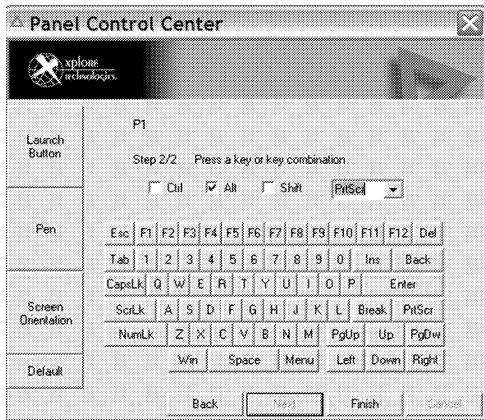 Panel Control Center
xplore
technologies.
Launch
Button
Pen
Screen
Orientation
Default
P1
Step 2/2 Press a key or key combination
Ctrl Alt Shift PrtScr
Esc F1 F2 F3 F4 F5 F6 F7 F8 F9 F10 F11 F12 Del
Tab 1 2 3 4 5 6 7 8 9 0 Ins Back
CapsLk Q W E R T Y U I O P Enter
ScrLk A S D F G H J K L Break PrtScr
NumLk Z X C V B N M PgUp Up PgDw
Win Space Menu Left Down Right
Back Next Finish Cancel